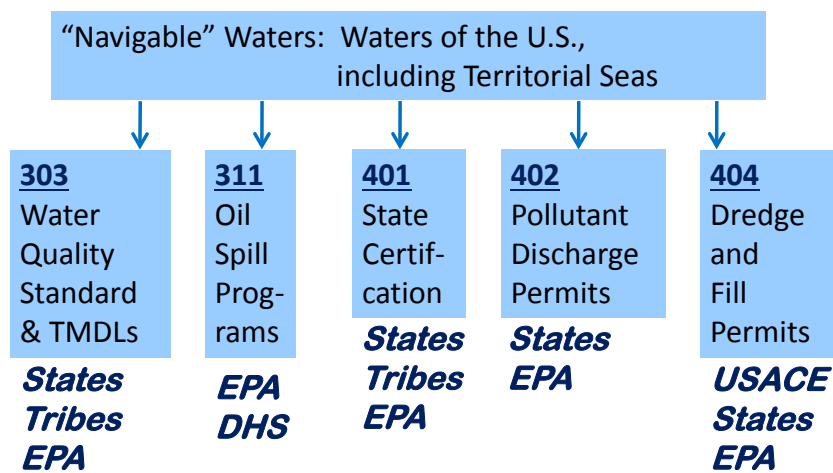 “Navigable” Waters: Waters of the U.S.,
including Territorial Seas
303
Water
Quality
Standard
& TMDLs
States
Tribes
EPA
311
Oil
Spill
Prog-
rams
EPA
DHS
401
State
Certif-
cation
States
Tribes
EPA
402
Pollutant
Discharge
Permits
States
EPA
404
Dredge
and
Fill
Permits
USACE
States
EPA